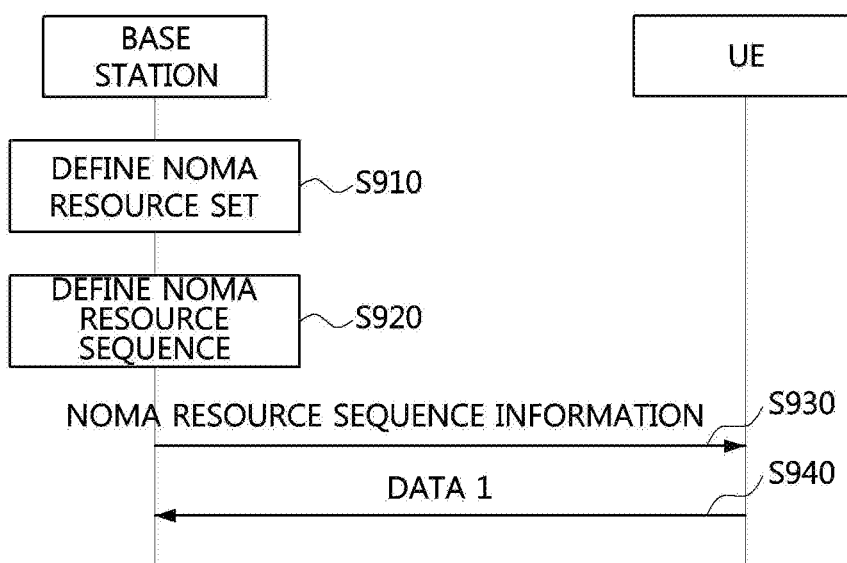 BASE
STATION
UE
DEFINE NOMA
RESOURCE SET
S910
DEFINE NOMA
RESOURCE
SEQUENCE
S920
NOMA RESOURCE SEQUENCE INFORMATION
S930
DATA 1
S940